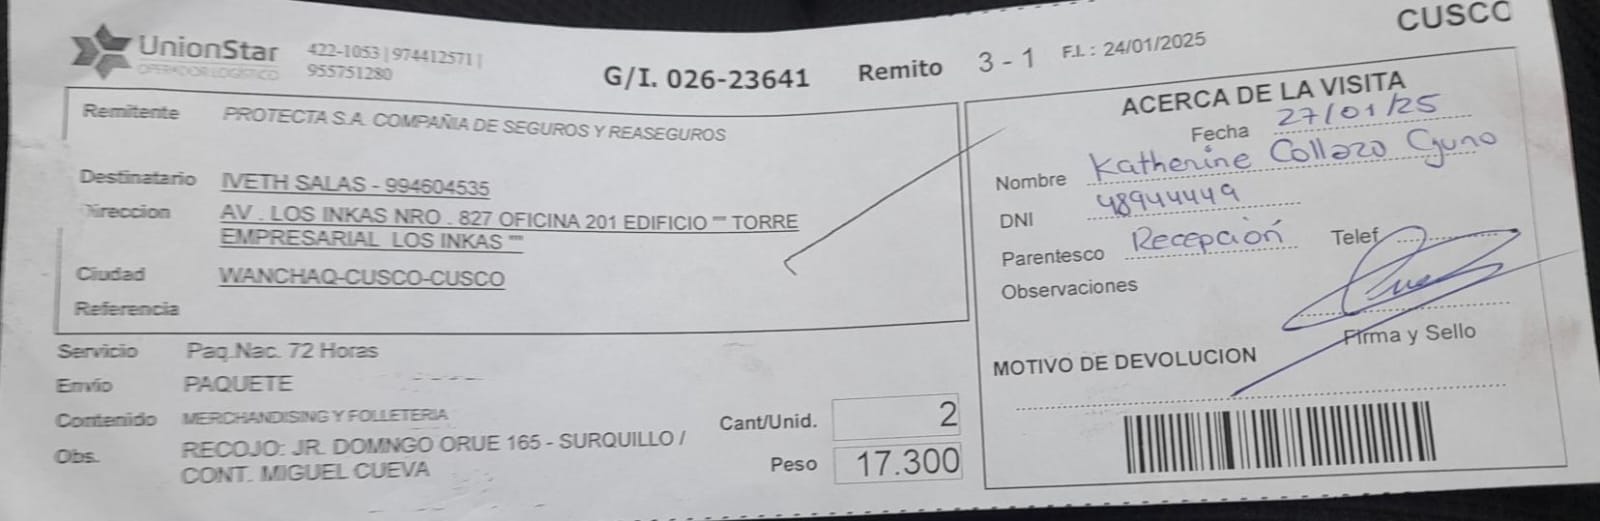 CUSCO
UnionStar
OPERADOR LOGÍSTICO
422-1053 | 974412571 |
955751280
G/I. 026-23641
Remito 3 - 1 F.I. : 24/01/2025
Remitente PROTECTA S.A. COMPAÑIA DE SEGUROS Y REASEGUROS
Destinatario IVETH SALAS - 994604535
Direccion AV . LOS INKAS NRO . 827 OFICINA 201 EDIFICIO "" TORRE
EMPRESARIAL LOS INKAS ""
Ciudad WANCHAQ-CUSCO-CUSCO
Referencia
Servicio Paq.Nac. 72 Horas
Envio PAQUETE
Contenido MERCHANDISING Y FOLLETERIA
Obs. RECOJO: JR. DOMNGO ORUE 165 - SURQUILLO /
CONT. MIGUEL CUEVA
Cant/Unid. 2
Peso 17.300
ACERCA DE LA VISITA
Fecha 27/01/25
Nombre Katherine Collazo Cjuno
DNI 48944449
Parentesco Recepción Telef
Observaciones
Firma y Sello
MOTIVO DE DEVOLUCION